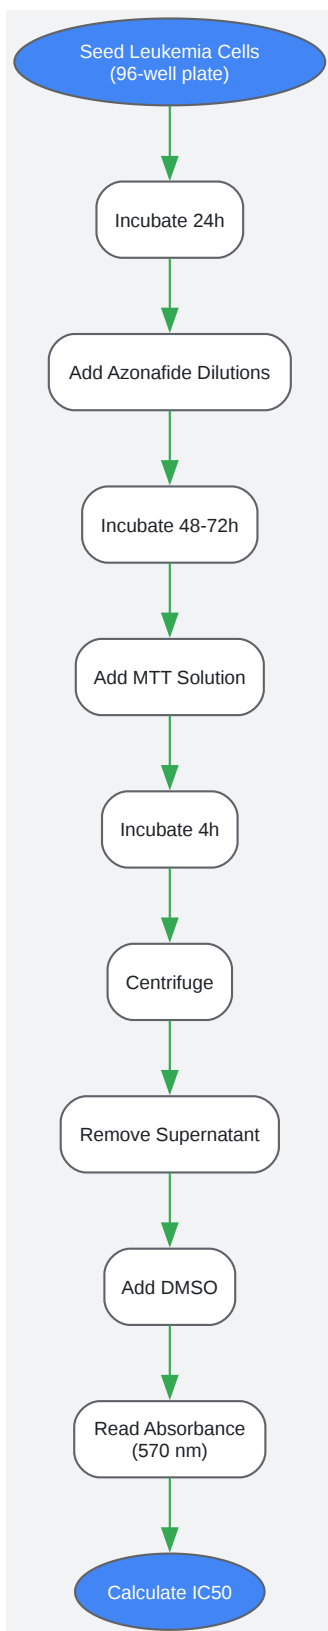 Seed Leukemia Cells
(96-well plate)
Incubate 24h
Add Azonafide Dilutions
Incubate 48-72h
Add MTT Solution
Incubate 4h
Centrifuge
Remove Supernatant
Add DMSO
Read Absorbance
(570 nm)
Calculate IC50